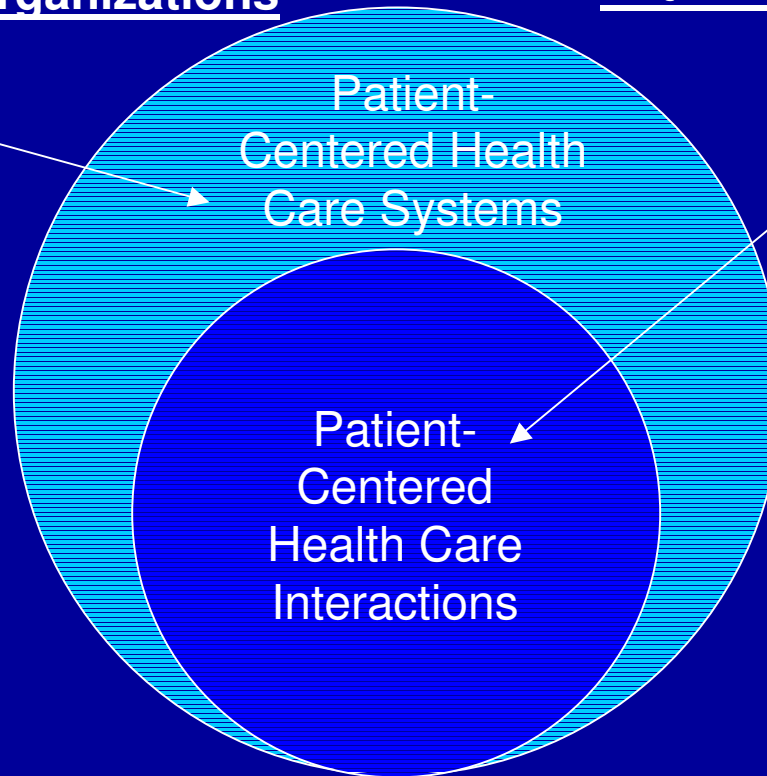 rganizations
Patient-
Centered Health
Care Systems
Patient-
Centered
Health Care
Interactions